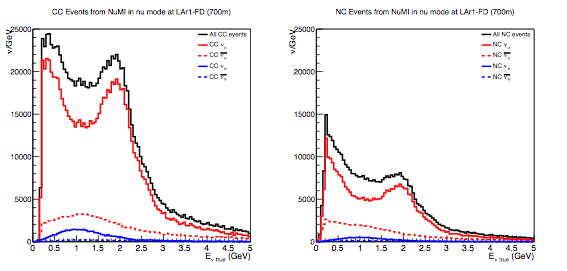 CC Events from NuMI in nu mode at LAr1-FD (700m)
ν/GeV
25000
20000
15000
10000
5000
0
0 0.5 1 1.5 2 2.5 3 3.5 4 4.5 5
E ν true (GeV)
All CC events
CC ν
CC ν̅
CC ν
CC ν̅
NC Events from NuMI in nu mode at LAr1-FD (700m)
ν/GeV
25000
20000
15000
10000
5000
0
0 0.5 1 1.5 2 2.5 3 3.5 4 4.5 5
E ν true (GeV)
All NC events
NC ν
NC ν̅
NC ν
NC ν̅